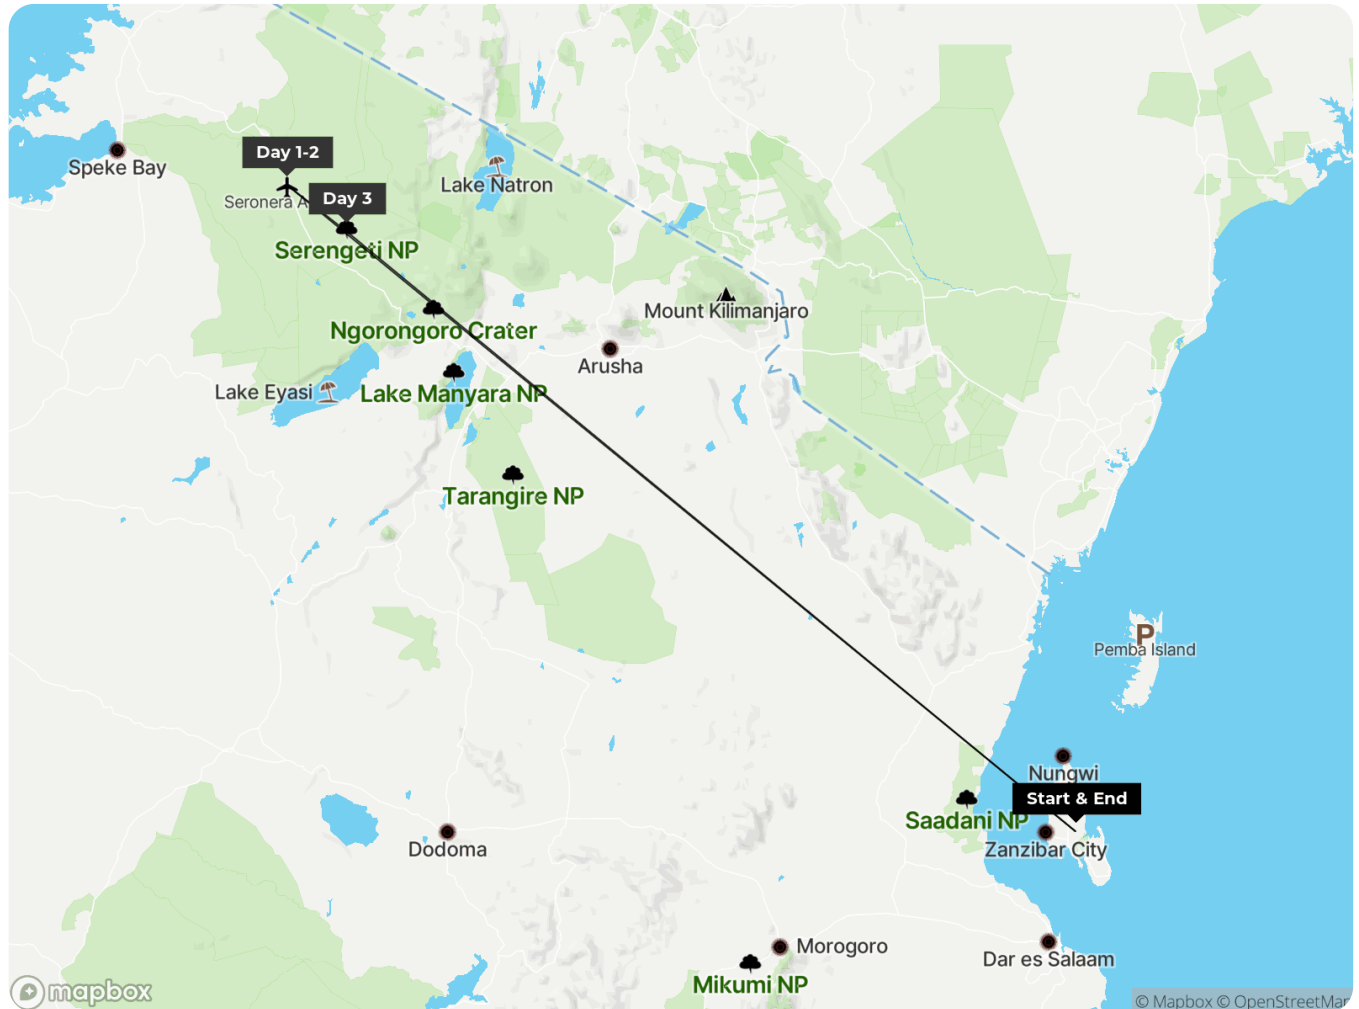 Day 1-2
Speke Bay
Lake Natron
Seronera A
Day 3
Serengeti NP
Mount Kilimanjaro
Ngorongoro Crater
Arusha
Lake Eyasi
Lake Manyara NP
Tarangire NP
P
Pemba Island
Nungwi
Start & End
Saadani NP
Dodoma
Zanzibar City
Morogoro
Dar es Salaam
Mikumi NP
mapbox
© Mapbox © OpenStreetMap